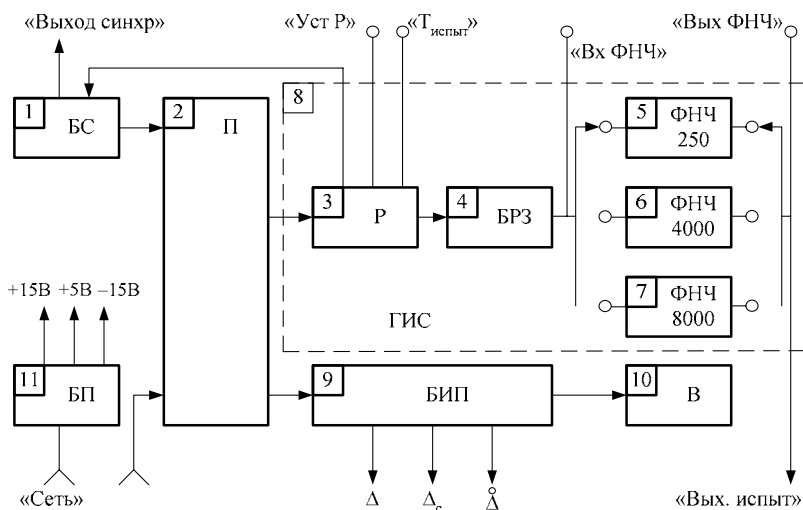 «Выход синхр»
«Уст Р»
«Тиспыт»
«Вх ФНЧ»
«Вых ФНЧ»
1
БС
2
П
8
5
ФНЧ
250
3
Р
4
БРЗ
6
ФНЧ
4000
+15В
+5В
–15В
ГИС
7
ФНЧ
8000
11
БП
9
БИП
10
В
«Сеть»
Δ
Δс
Δ̊
«Вых. испыт»